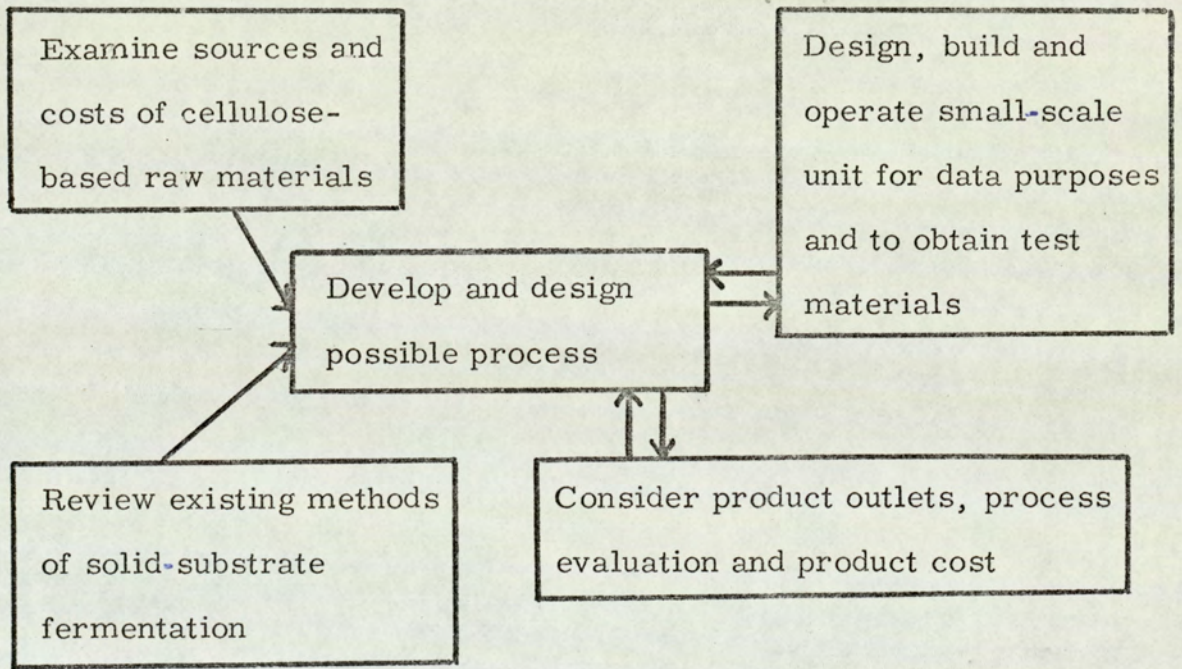 Examine sources and
costs of cellulose-
based raw materials
Design, build and
operate small-scale
unit for data purposes
and to obtain test
materials
Develop and design
possible process
Review existing methods
of solid-substrate
fermentation
Consider product outlets, process
evaluation and product cost